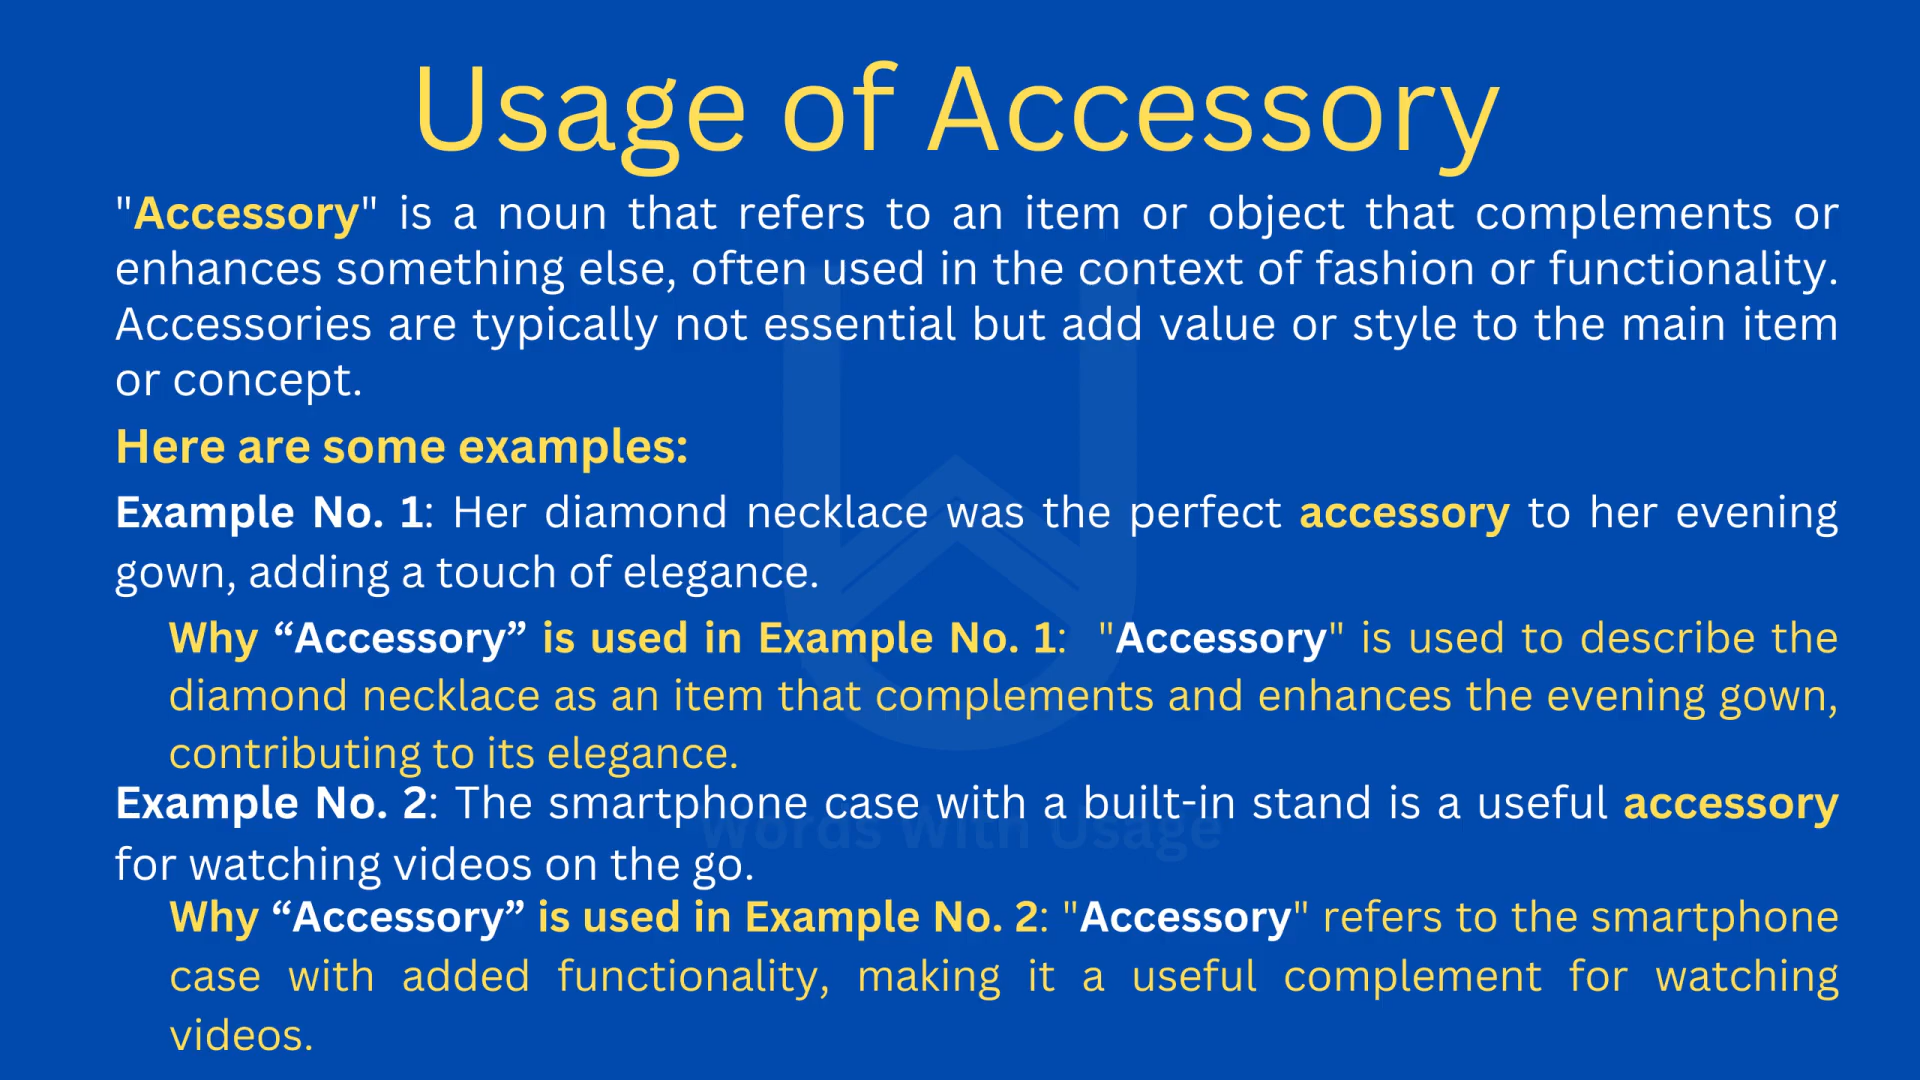 Usage of Accessory
"Accessory" is a noun that refers to an item or object that complements or
enhances something else, often used in the context of fashion or functionality.
Accessories are typically not essential but add value or style to the main item
or concept.
Here are some examples:
Example No. 1: Her diamond necklace was the perfect accessory to her evening
gown, adding a touch of elegance.
Why “Accessory” is used in Example No. 1:  "Accessory" is used to describe the
diamond necklace as an item that complements and enhances the evening gown,
contributing to its elegance.
Example No. 2: The smartphone case with a built-in stand is a useful accessory
Words With Usage
for watching videos on the go.
Why “Accessory” is used in Example No. 2: "Accessory" refers to the smartphone
case with added functionality, making it a useful complement for watching
videos.